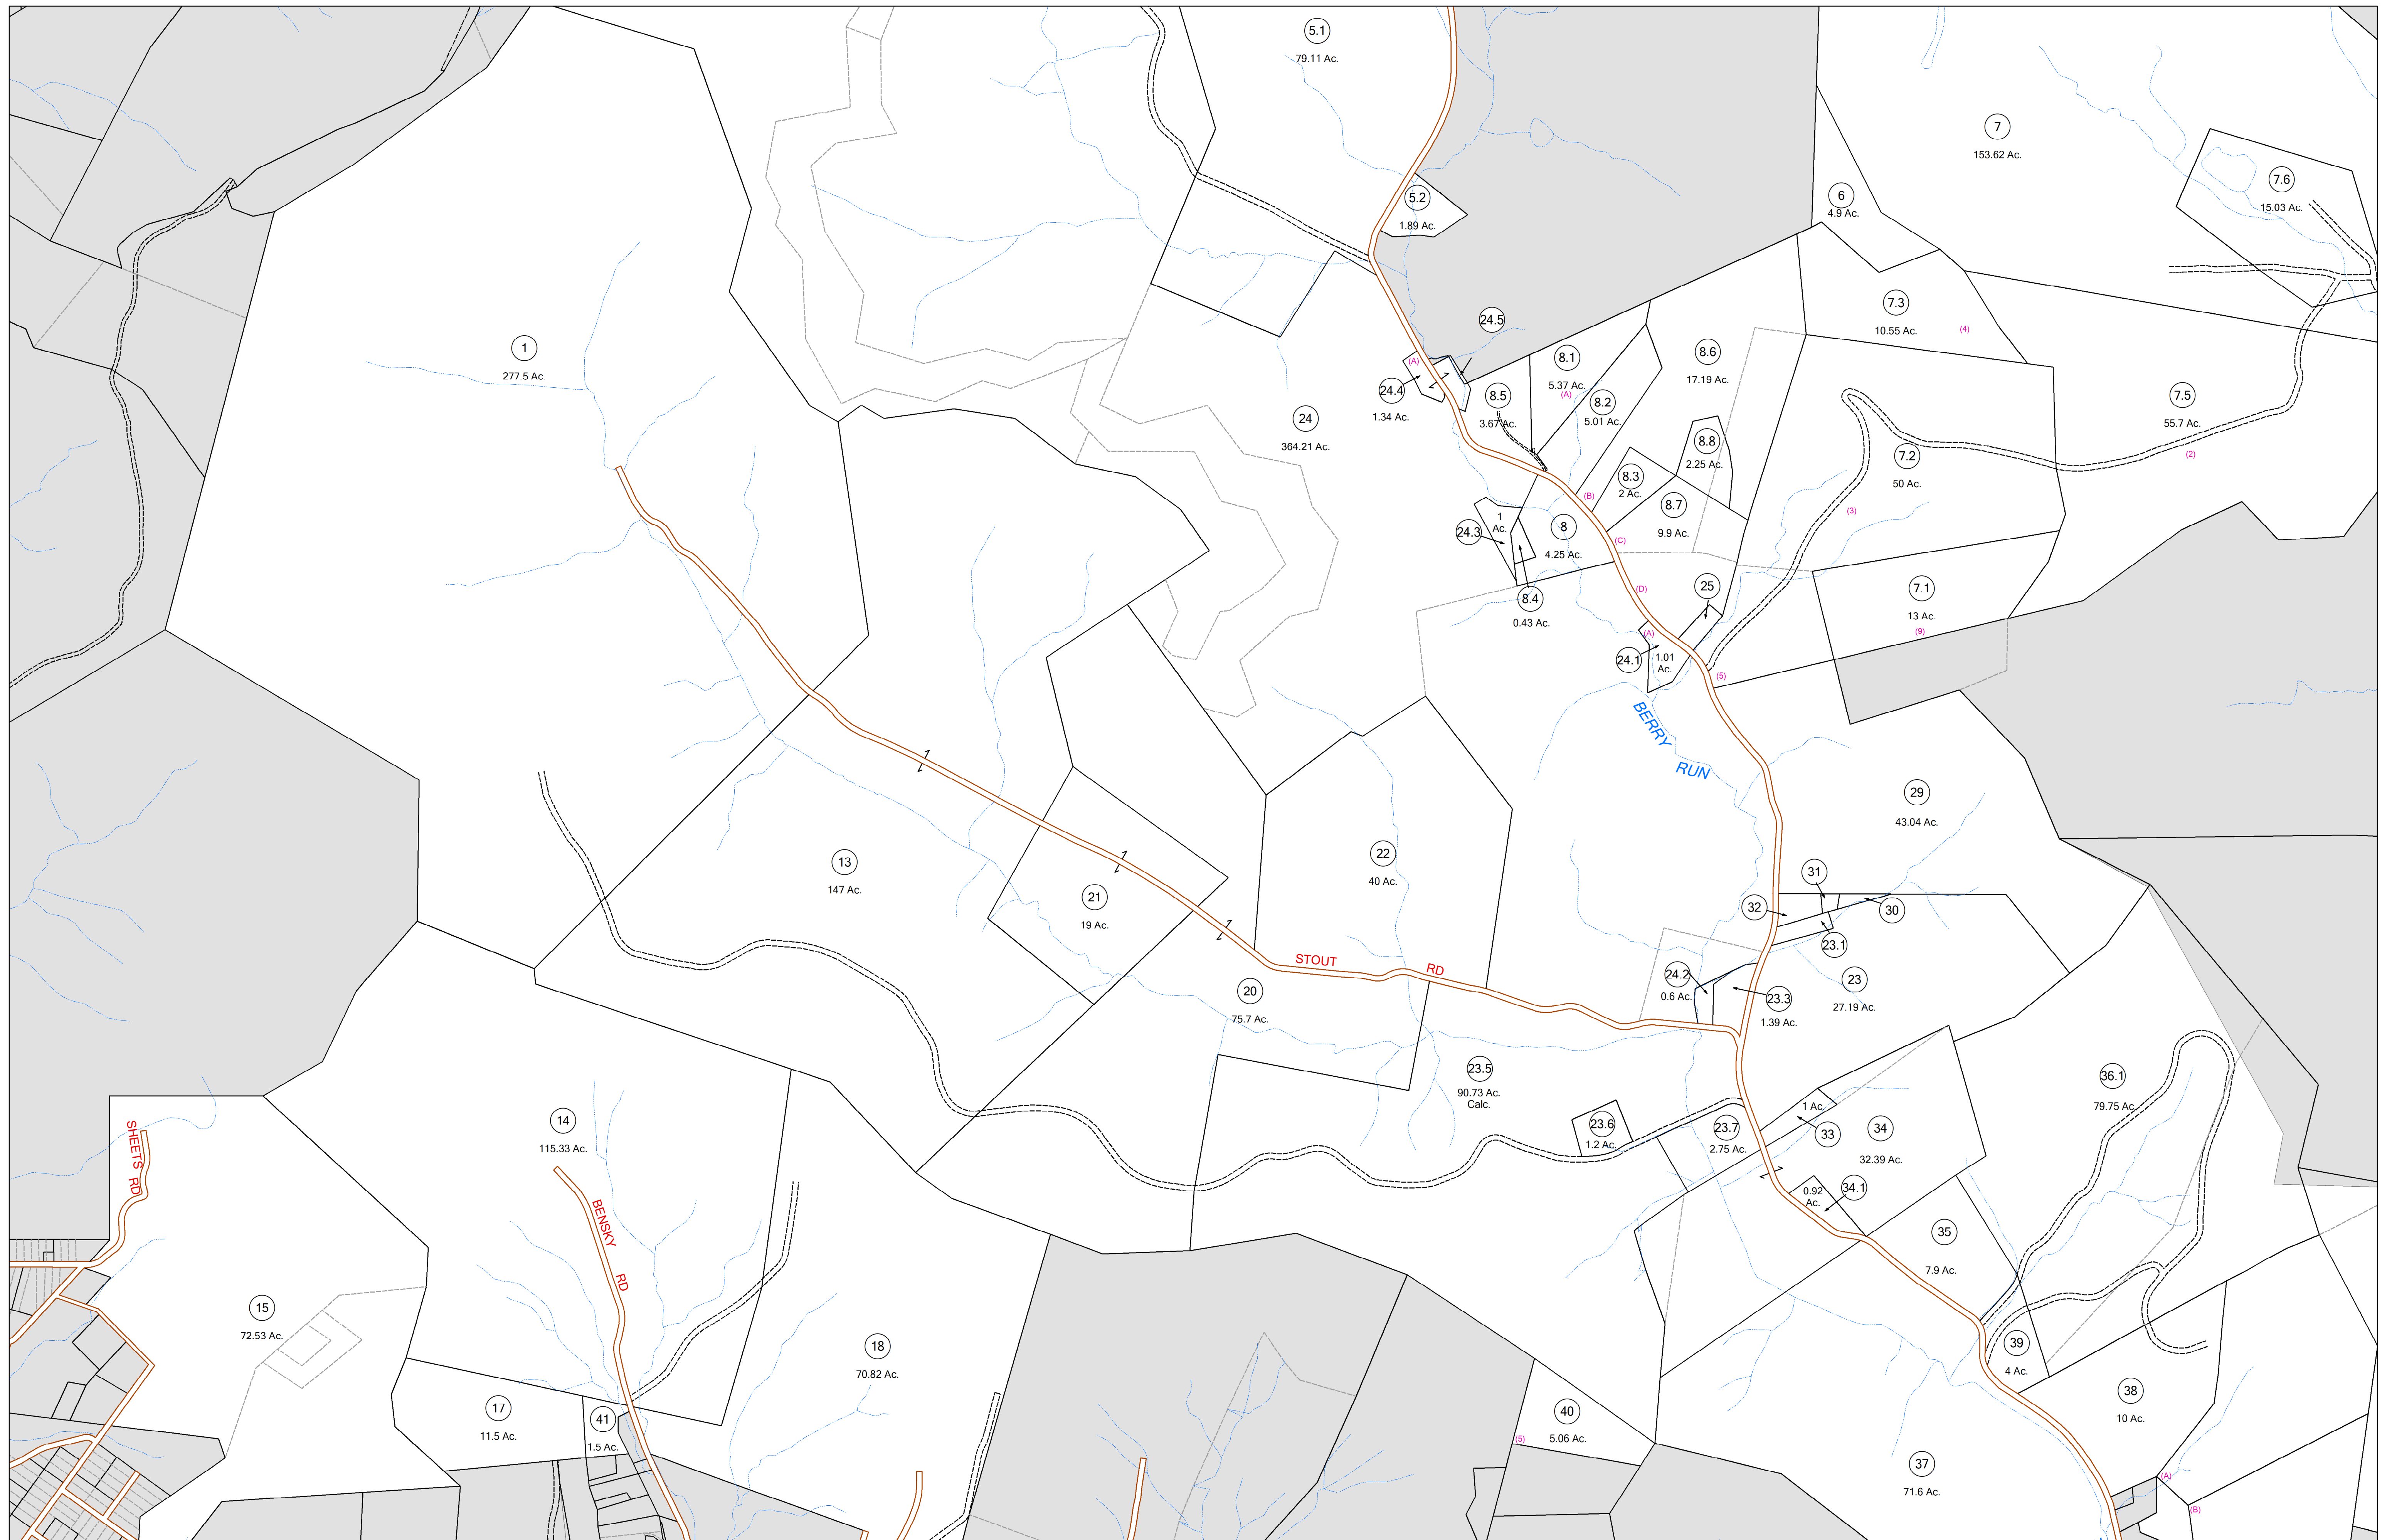 5.1
79.11 Ac.
7
153.62 Ac.
7.6
15.03 Ac.
5.2
1.89 Ac.
6
4.9 Ac.
7.3
10.55 Ac.
(4)
24.5
1
277.5 Ac.
(A)
24.4
1.34 Ac.
8.1
5.37 Ac.
(A)
8.6
17.19 Ac.
8.5
3.67 Ac.
8.2
5.01 Ac.
7.5
55.7 Ac.
(2)
24
364.21 Ac.
8.8
2.25 Ac.
7.2
50 Ac.
(3)
8.3
2 Ac.
(B)
8.7
9.9 Ac.
24.3
1
Ac.
8
4.25 Ac.
(C)
8.4
0.43 Ac.
(D)
25
7.1
13 Ac.
(9)
(A)
24.1
1.01
Ac.
(5)
BERRY
RUN
29
43.04 Ac.
13
147 Ac.
21
19 Ac.
22
40 Ac.
31
32
30
23.1
STOUT
RD
24.2
0.6 Ac.
23.3
1.39 Ac.
23
27.19 Ac.
20
75.7 Ac.
23.5
90.73 Ac.
Calc.
36.1
79.75 Ac.
14
115.33 Ac.
SHEETS
RD
23.6
1.2 Ac.
23.7
2.75 Ac.
1 Ac.
33
34
32.39 Ac.
0.92
Ac.
34.1
BENSKY
RD
35
7.9 Ac.
15
72.53 Ac.
18
70.82 Ac.
39
4 Ac.
38
10 Ac.
17
11.5 Ac.
41
1.5 Ac.
40
5.06 Ac.
(5)
37
71.6 Ac.
(A)
(B)